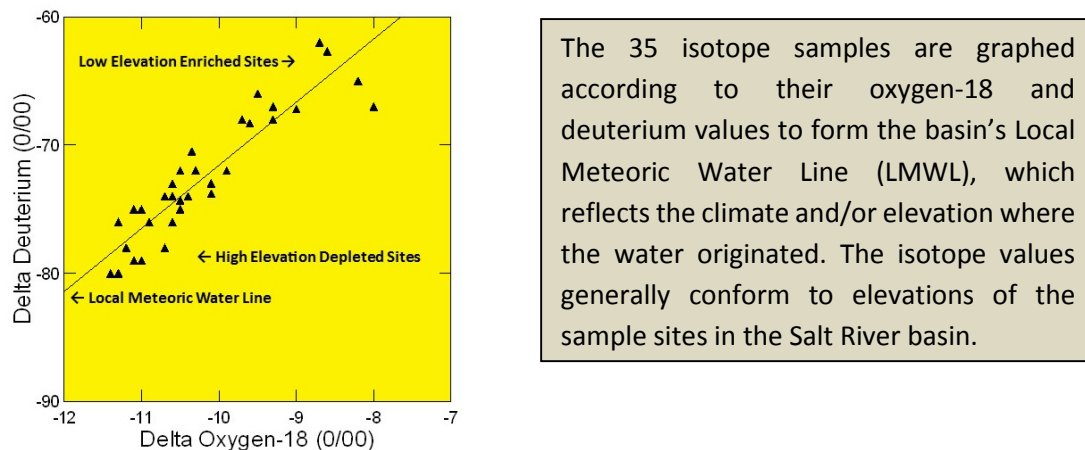 -60
Low Elevation Enriched Sites →
-70
Delta Deuterium (0/00)
← High Elevation Depleted Sites
-80
← Local Meteoric Water Line
-90
-12 -11 -10 -9 -8 -7
Delta Oxygen-18 (0/00)
The 35 isotope samples are graphed
according to their oxygen-18 and
deuterium values to form the basin's Local
Meteoric Water Line (LMWL), which
reflects the climate and/or elevation where
the water originated. The isotope values
generally conform to elevations of the
sample sites in the Salt River basin.